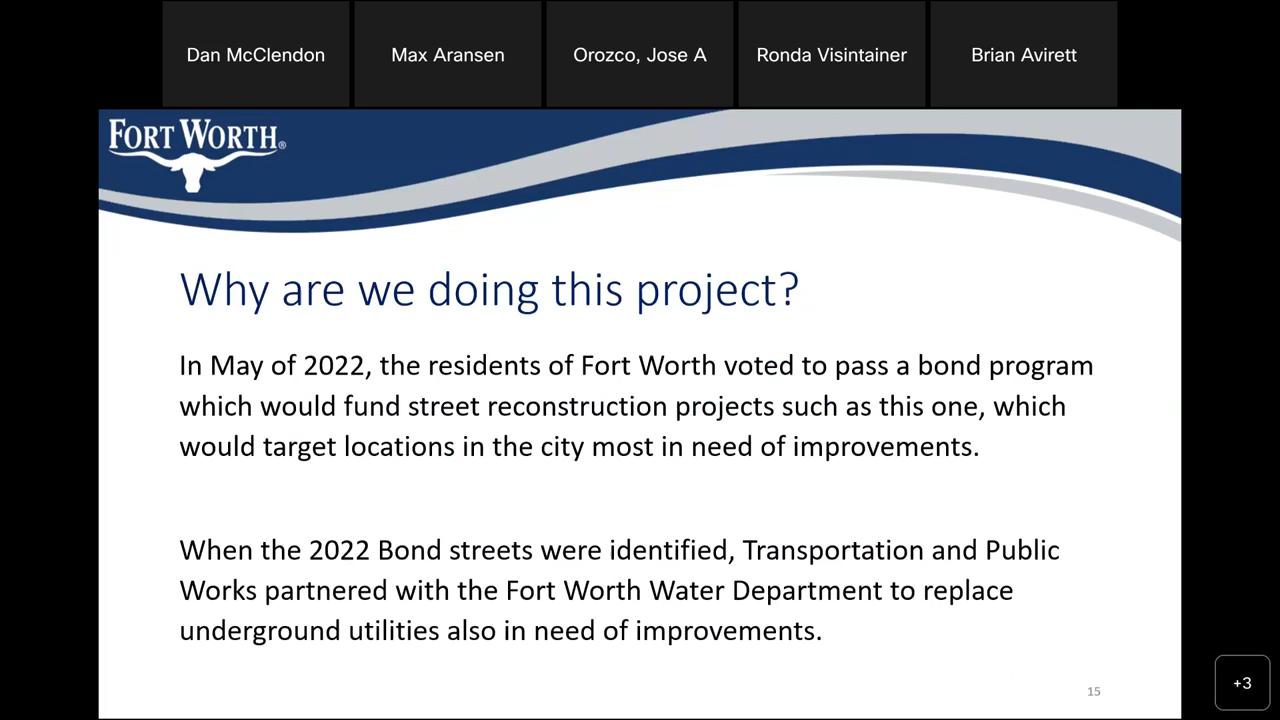 Dan McClendon
Max Aransen
Orozco, Jose A
Ronda Visintainer
Brian Avirett
FORT WORTH®
Why are we doing this project?
In May of 2022, the residents of Fort Worth voted to pass a bond program
which would fund street reconstruction projects such as this one, which
would target locations in the city most in need of improvements.
When the 2022 Bond streets were identified, Transportation and Public
Works partnered with the Fort Worth Water Department to replace
underground utilities also in need of improvements.
15
+3